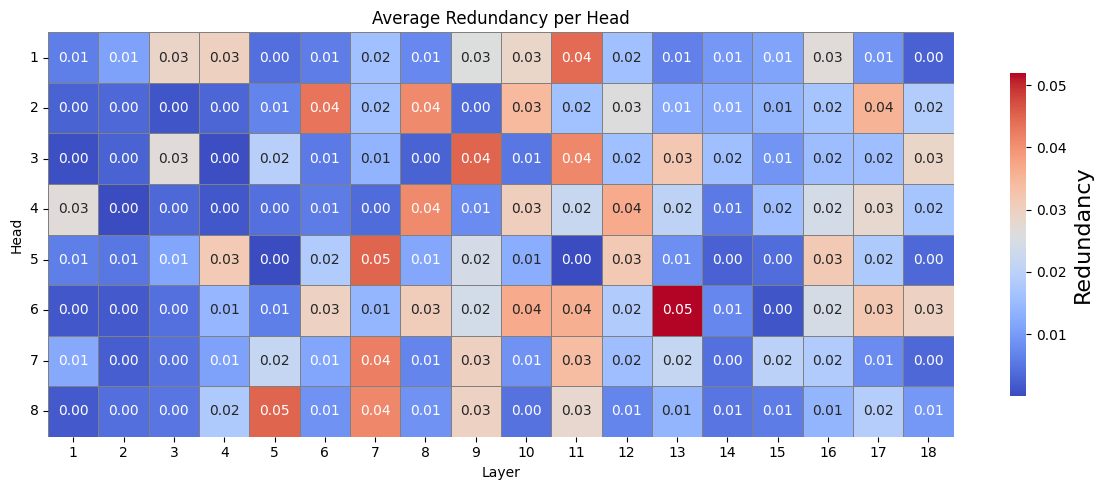 Average Redundancy per Head
1 0.01 0.01 0.03 0.03 0.00 0.01 0.02 0.01 0.03 0.03 0.04 0.02 0.01 0.01 0.01 0.03 0.01 0.00
2 0.00 0.00 0.00 0.00 0.01 0.04 0.02 0.04 0.00 0.03 0.02 0.03 0.01 0.01 0.01 0.02 0.04 0.02
3 0.00 0.00 0.03 0.00 0.02 0.01 0.01 0.00 0.04 0.01 0.04 0.02 0.03 0.02 0.01 0.02 0.02 0.03
4 0.03 0.00 0.00 0.00 0.00 0.01 0.00 0.04 0.01 0.03 0.02 0.04 0.02 0.01 0.02 0.02 0.03 0.02
5 0.01 0.01 0.01 0.03 0.00 0.02 0.05 0.01 0.02 0.01 0.00 0.03 0.01 0.00 0.00 0.03 0.02 0.00
6 0.00 0.00 0.00 0.01 0.01 0.03 0.01 0.03 0.02 0.04 0.04 0.02 0.05 0.01 0.00 0.02 0.03 0.03
7 0.01 0.00 0.00 0.01 0.02 0.01 0.04 0.01 0.03 0.01 0.03 0.02 0.02 0.00 0.02 0.02 0.01 0.00
8 0.00 0.00 0.00 0.02 0.05 0.01 0.04 0.01 0.03 0.00 0.03 0.01 0.01 0.01 0.01 0.01 0.02 0.01
1 2 3 4 5 6 7 8 9 10 11 12 13 14 15 16 17 18
Layer
Head
0.05
0.04
0.03
0.02
0.01
Redundancy